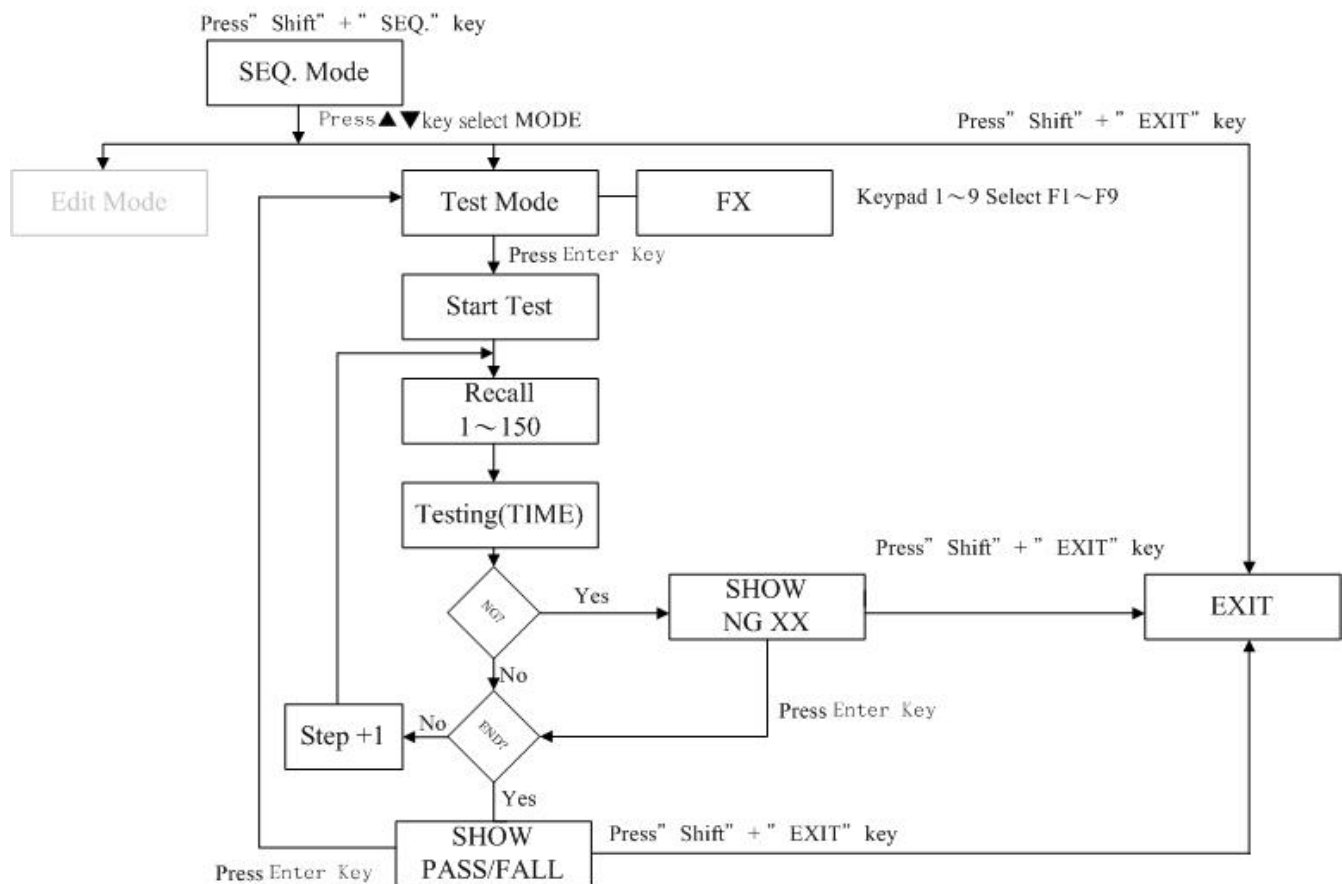 Press” Shift” +” SEQ.” key
SEQ. Mode
Press▲▼key select MODE
Press” Shift” +” EXIT” key
Edit Mode
Test Mode
FX
Keypad 1～9 Select F1～F9
Press Enter Key
Start Test
Recall
1～150
Testing(TIME)
Press” Shift” +” EXIT” key
NG?
Yes
SHOW
NG XX
EXIT
No
Press Enter Key
Step +1
No
END?
Yes
SHOW
PASS/FALL
Press” Shift” +” EXIT” key
Press Enter Key